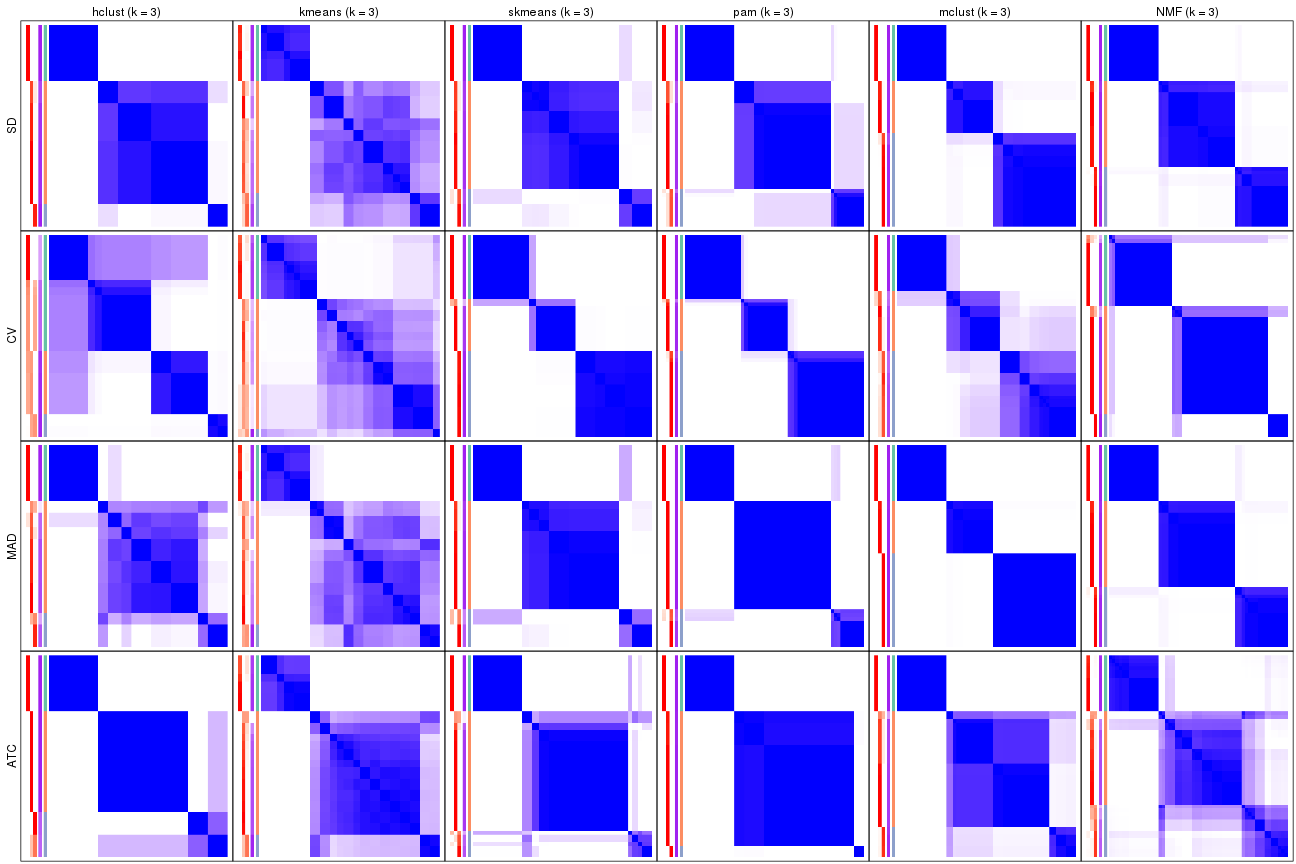 hclust (k = 3) kmeans (k = 3) skmeans (k = 3) pam (k = 3) mclust (k = 3) NMF (k = 3)
SD
CV
MAD
ATC